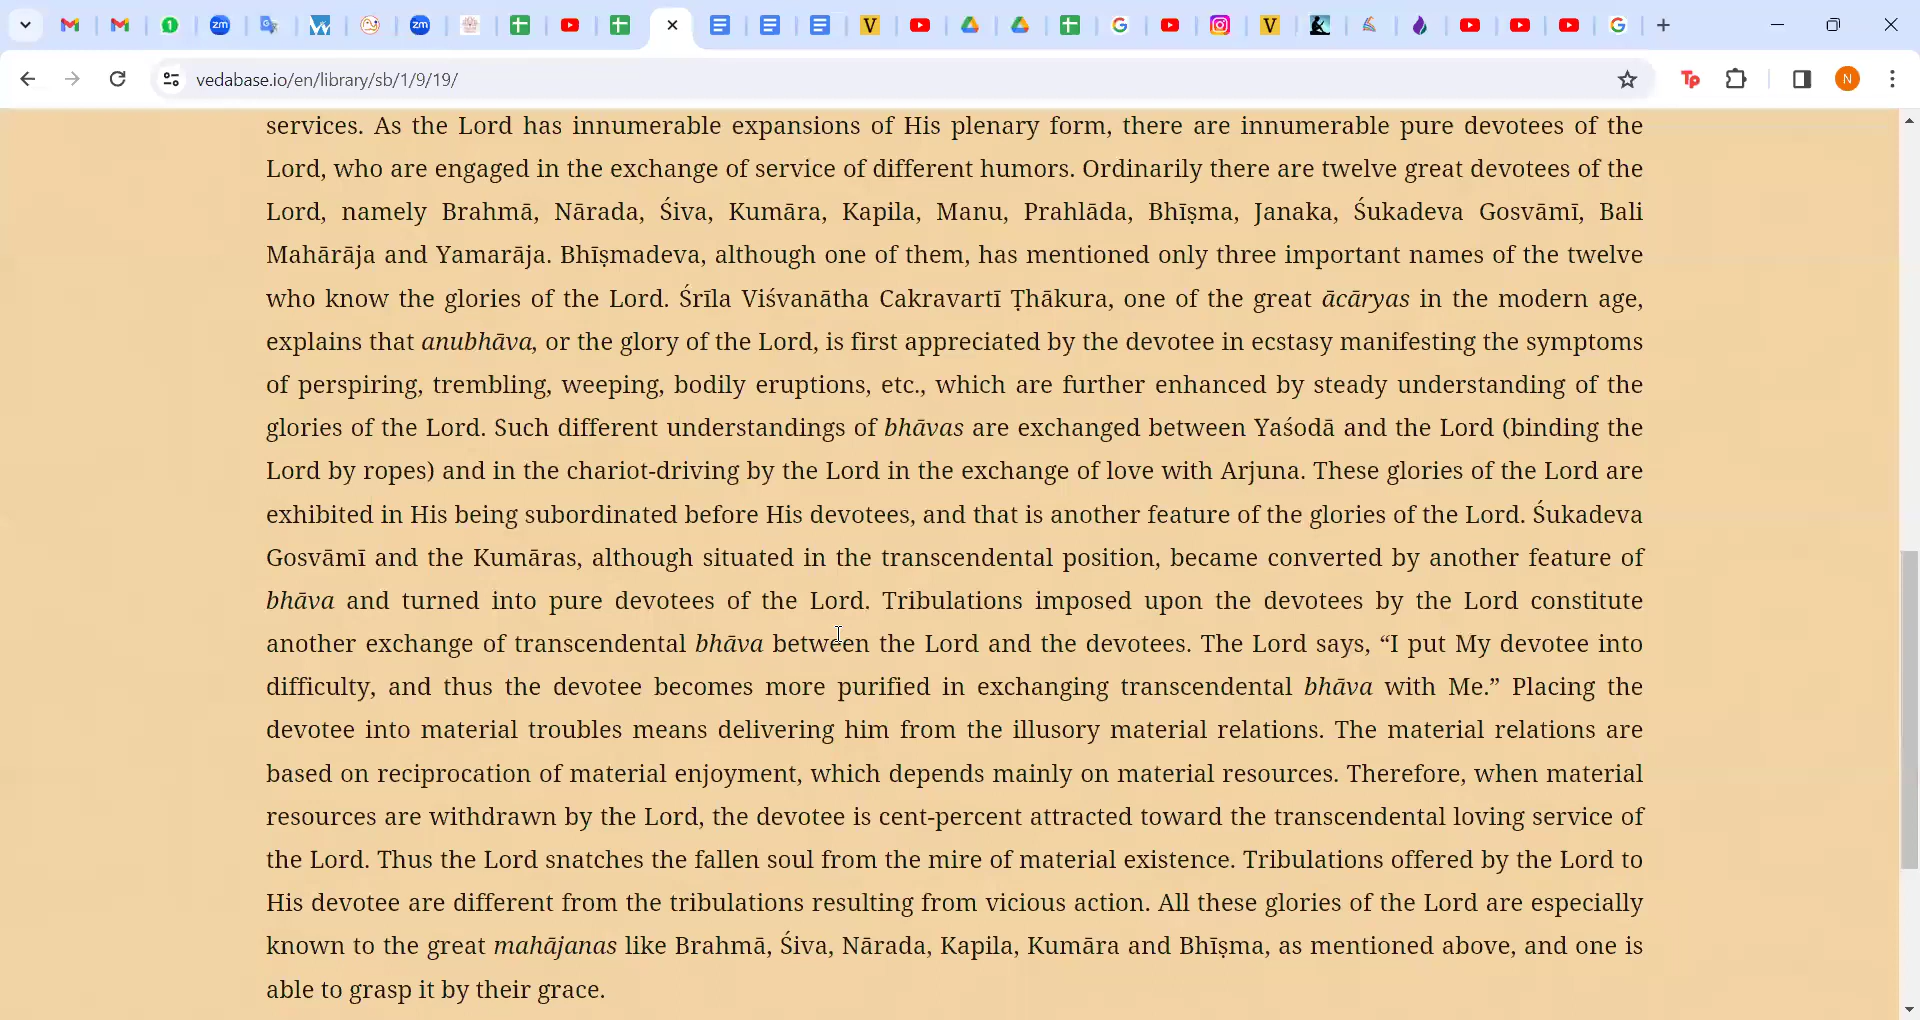 vedabase.io/en/library/sb/1/9/19/
services. As the Lord has innumerable expansions of His plenary form, there are innumerable pure devotees of the
Lord, who are engaged in the exchange of service of different humors. Ordinarily there are twelve great devotees of the
Lord, namely Brahmā, Nārada, Śiva, Kumāra, Kapila, Manu, Prahlāda, Bhīṣma, Janaka, Śukadeva Gosvāmī, Bali
Mahārāja and Yamarāja. Bhīṣmadeva, although one of them, has mentioned only three important names of the twelve
who know the glories of the Lord. Śrīla Viśvanātha Cakravartī Ṭhākura, one of the great ācāryas in the modern age,
explains that anubhāva, or the glory of the Lord, is first appreciated by the devotee in ecstasy manifesting the symptoms
of perspiring, trembling, weeping, bodily eruptions, etc., which are further enhanced by steady understanding of the
glories of the Lord. Such different understandings of bhāvas are exchanged between Yaśodā and the Lord (binding the
Lord by ropes) and in the chariot-driving by the Lord in the exchange of love with Arjuna. These glories of the Lord are
exhibited in His being subordinated before His devotees, and that is another feature of the glories of the Lord. Śukadeva
Gosvāmī and the Kumāras, although situated in the transcendental position, became converted by another feature of
bhāva and turned into pure devotees of the Lord. Tribulations imposed upon the devotees by the Lord constitute
another exchange of transcendental bhāva between the Lord and the devotees. The Lord says, “I put My devotee into
difficulty, and thus the devotee becomes more purified in exchanging transcendental bhāva with Me.” Placing the
devotee into material troubles means delivering him from the illusory material relations. The material relations are
based on reciprocation of material enjoyment, which depends mainly on material resources. Therefore, when material
resources are withdrawn by the Lord, the devotee is cent-percent attracted toward the transcendental loving service of
the Lord. Thus the Lord snatches the fallen soul from the mire of material existence. Tribulations offered by the Lord to
His devotee are different from the tribulations resulting from vicious action. All these glories of the Lord are especially
known to the great mahājanas like Brahmā, Śiva, Nārada, Kapila, Kumāra and Bhīṣma, as mentioned above, and one is
able to grasp it by their grace.